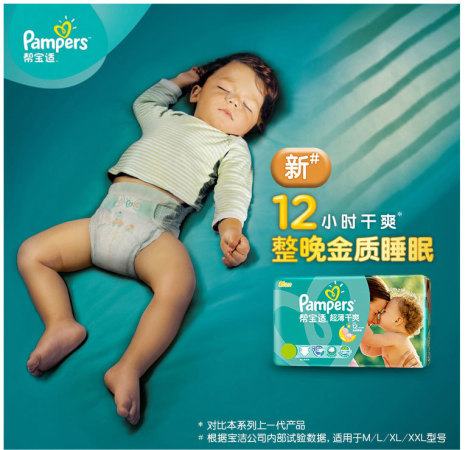 Pampers
帮宝适
新#
12小时干爽*
整晚金质睡眠
Pampers
帮宝适 超薄干爽
* 对比本系列上一代产品
# 根据宝洁公司内部试验数据,适用于M/L/XL/XXL型号